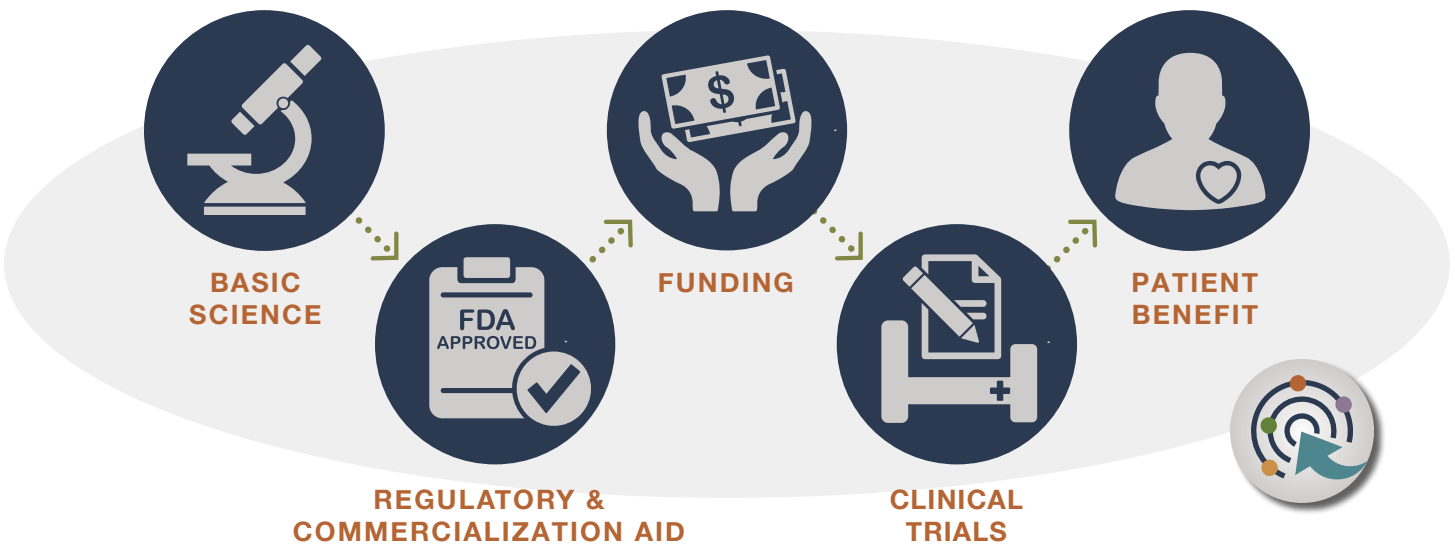 BASIC
SCIENCE
FDA
APPROVED
REGULATORY &
COMMERCIALIZATION AID
$
FUNDING
CLINICAL
TRIALS
PATIENT
BENEFIT